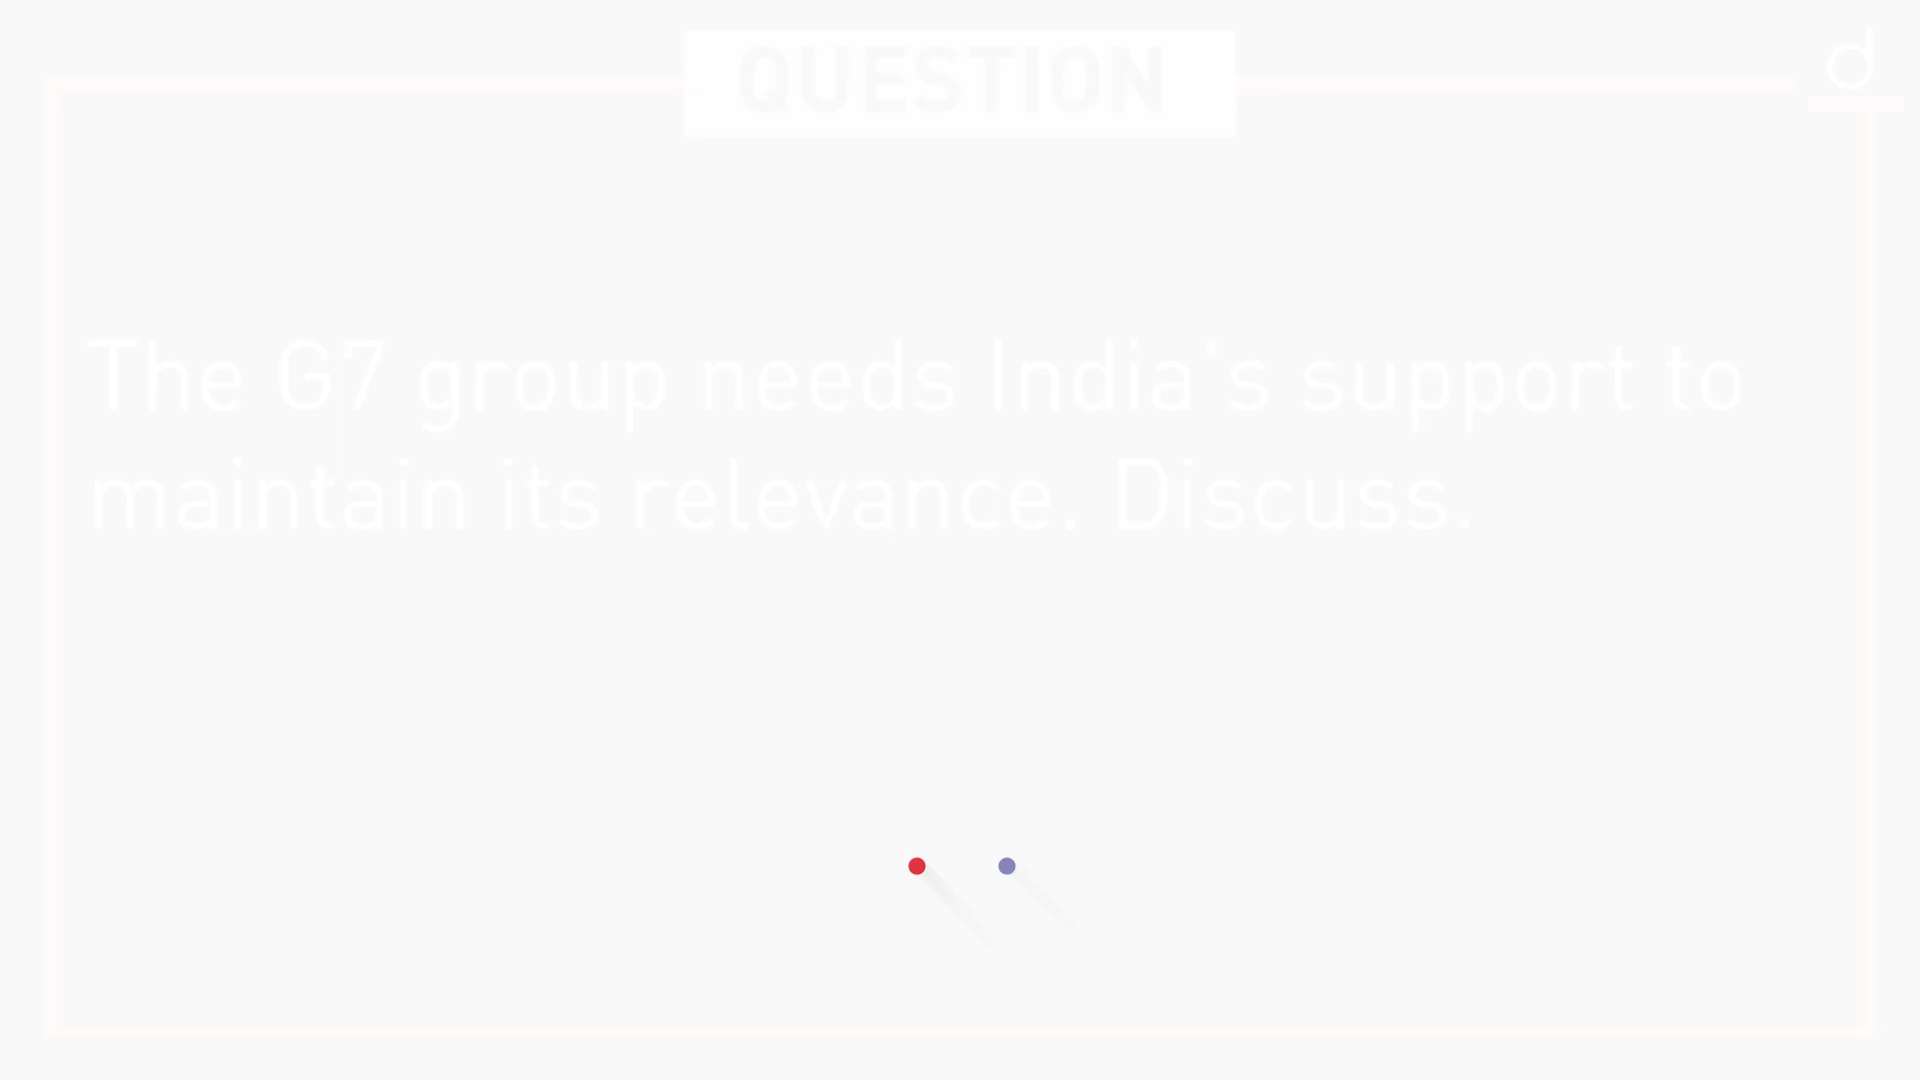 QUESTION
d
The G7 group needs India's support to
maintain its relevance. Discuss.